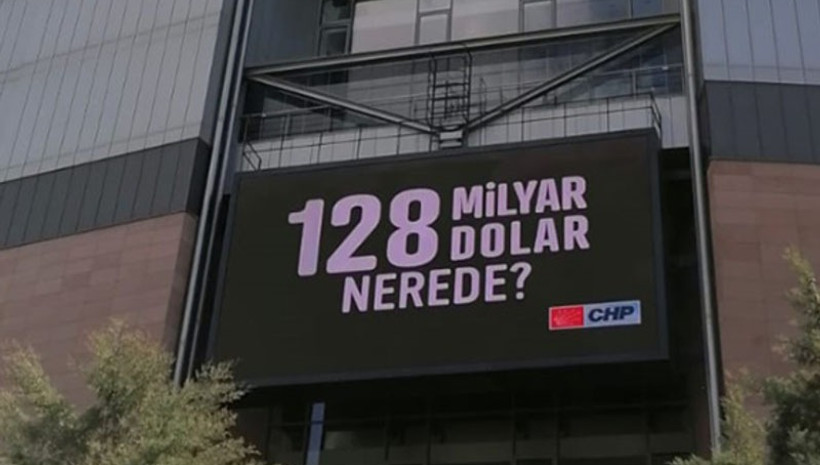 128 MİLYAR
DOLAR
NEREDE?
CHP